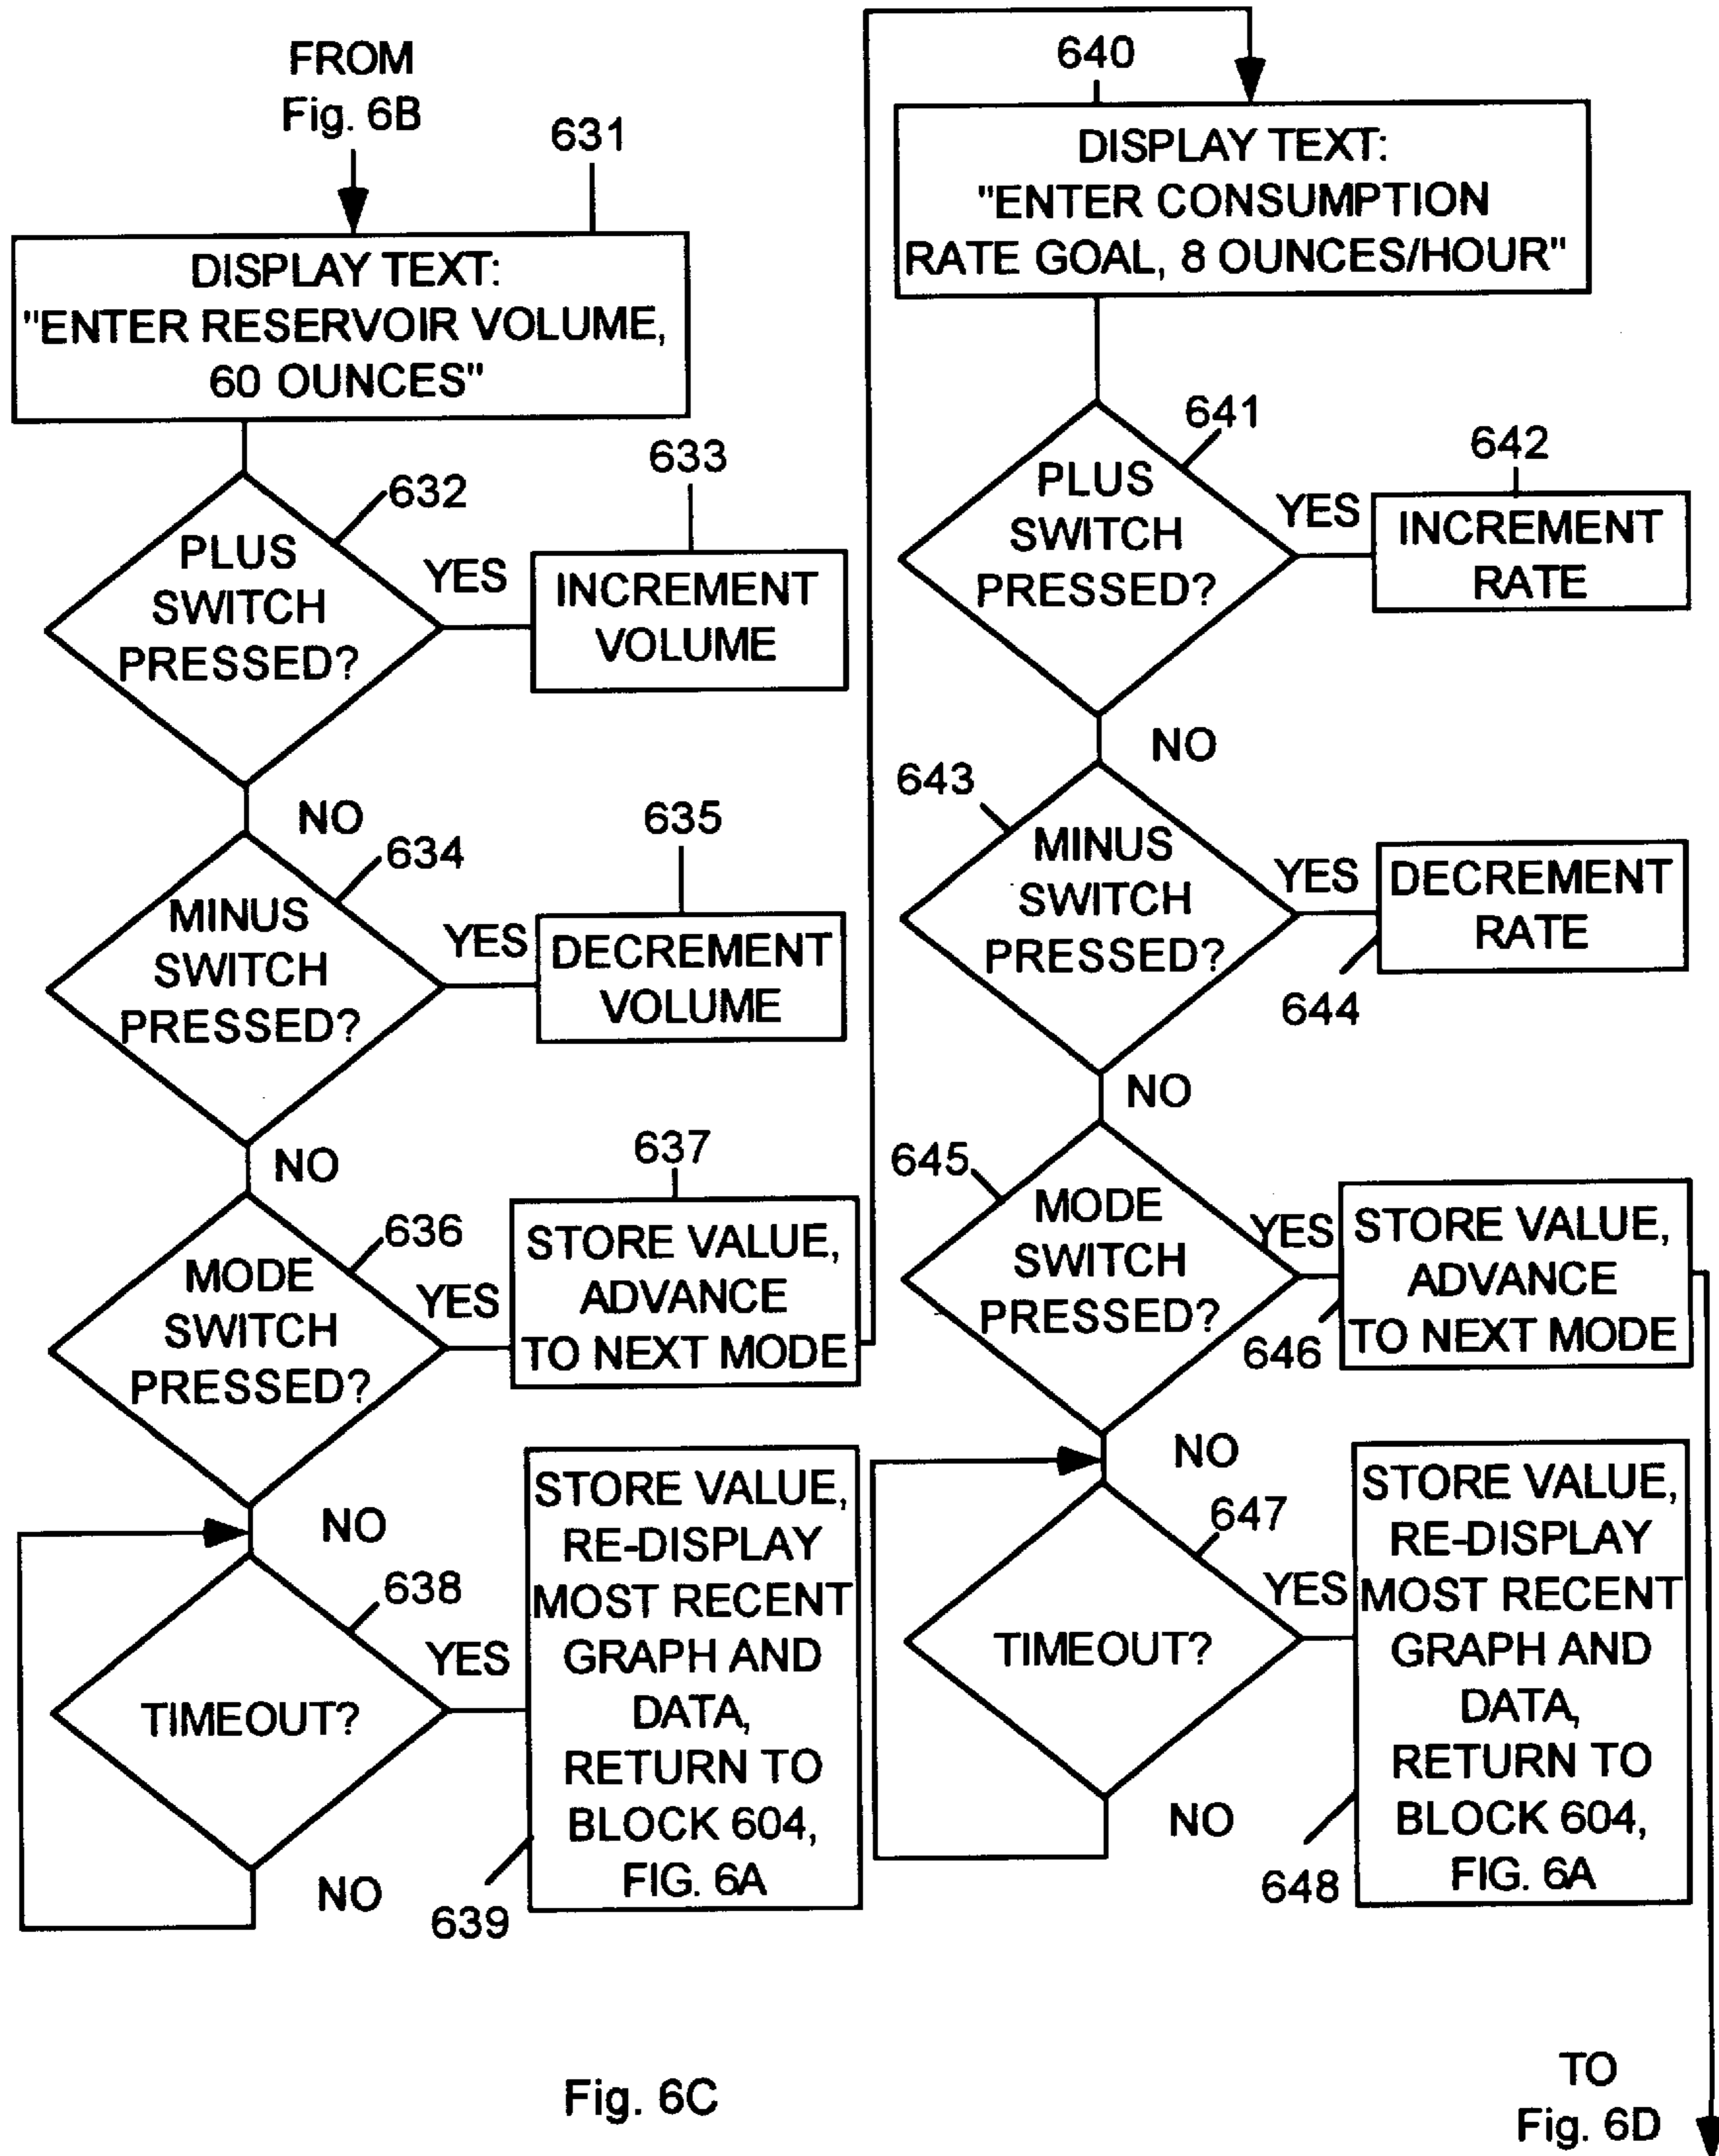 FROM
Fig. 6B
631
DISPLAY TEXT:
"ENTER RESERVOIR VOLUME,
60 OUNCES"
632
PLUS
SWITCH
PRESSED?
YES
633
INCREMENT
VOLUME
NO
634
MINUS
SWITCH
PRESSED?
YES
635
DECREMENT
VOLUME
NO
636
MODE
SWITCH
PRESSED?
YES
637
STORE VALUE,
ADVANCE
TO NEXT MODE
NO
638
TIMEOUT?
YES
STORE VALUE,
RE-DISPLAY
MOST RECENT
GRAPH AND
DATA,
RETURN TO
BLOCK 604,
FIG. 6A
639
NO
640
DISPLAY TEXT:
"ENTER CONSUMPTION
RATE GOAL, 8 OUNCES/HOUR"
641
PLUS
SWITCH
PRESSED?
YES
642
INCREMENT
RATE
NO
643
MINUS
SWITCH
PRESSED?
YES
DECREMENT
RATE
644
NO
645
MODE
SWITCH
PRESSED?
YES
STORE VALUE,
ADVANCE
TO NEXT MODE
646
NO
647
TIMEOUT?
YES
STORE VALUE,
RE-DISPLAY
MOST RECENT
GRAPH AND
DATA,
RETURN TO
BLOCK 604,
FIG. 6A
648
NO
Fig. 6C
TO
Fig. 6D